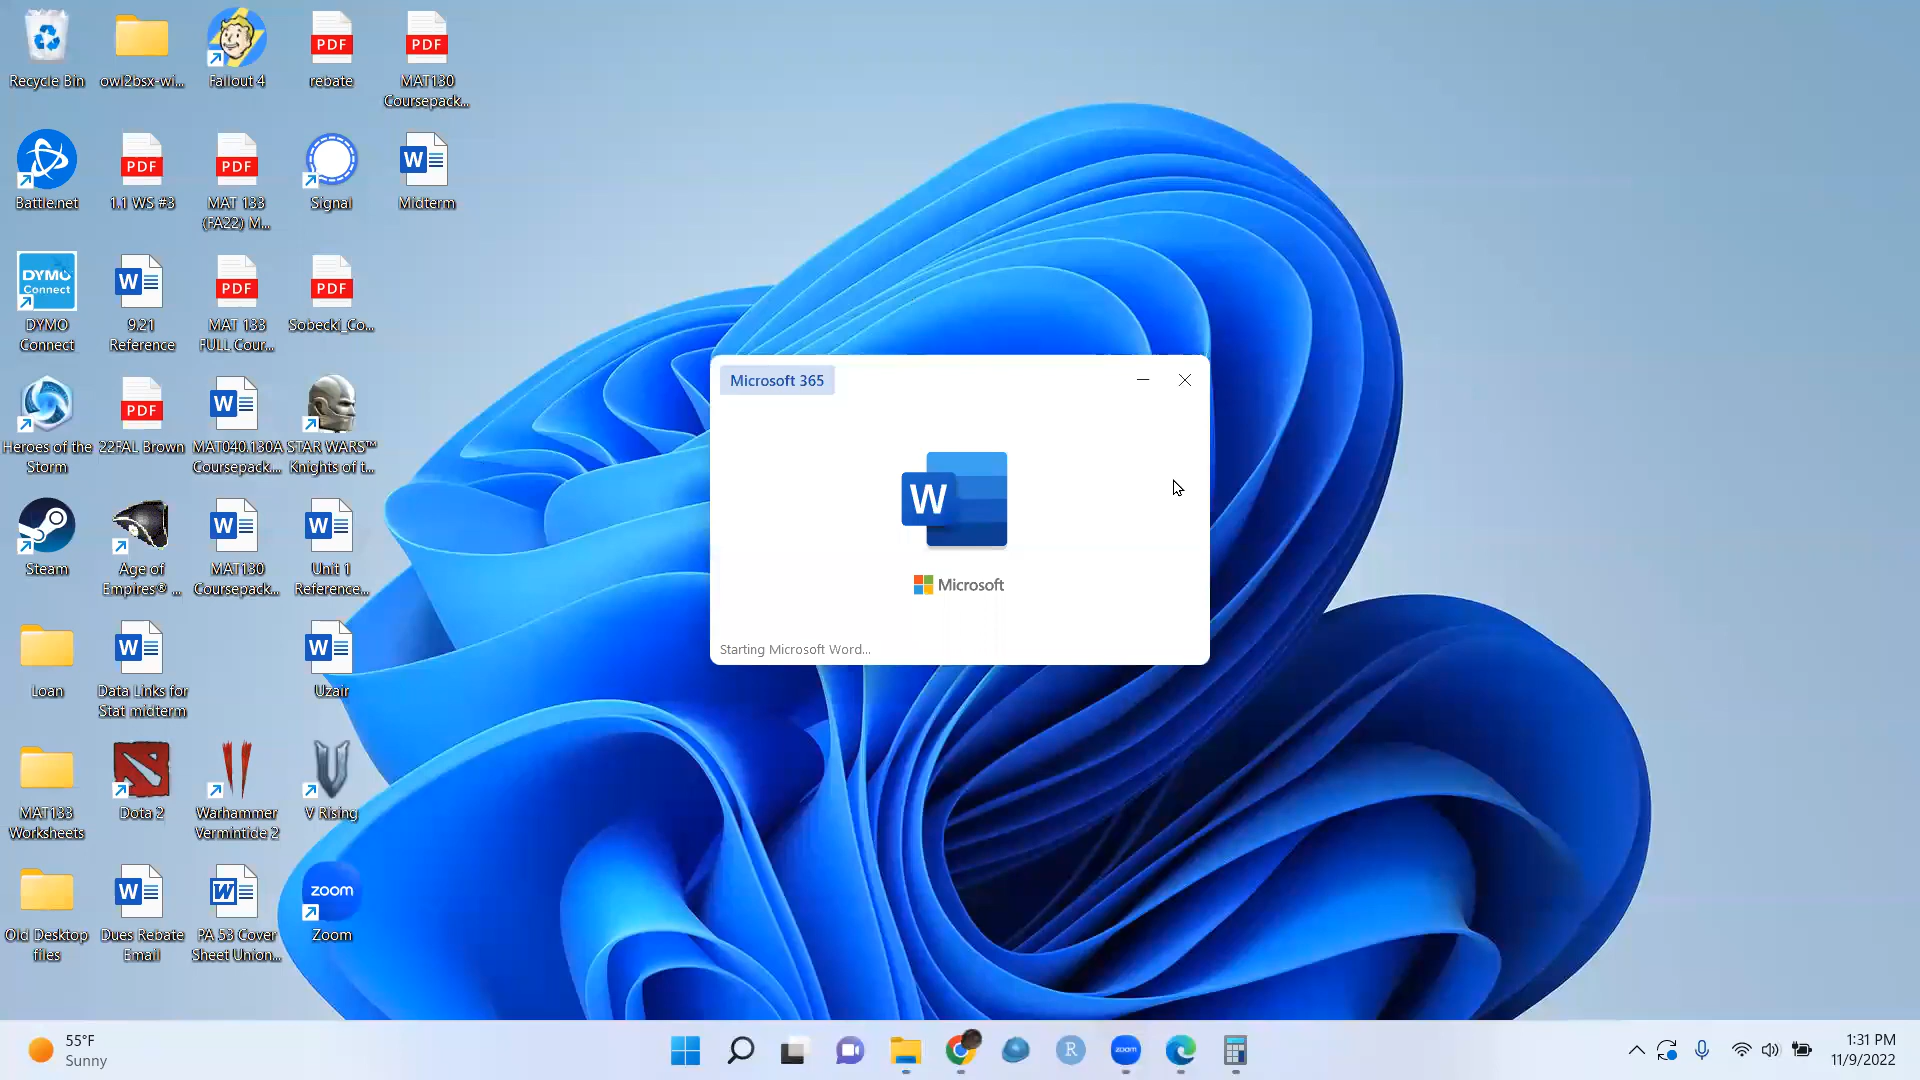 Recycle Bin
owl2bsx-wi...
Fallout 4
PDF
rebate
PDF
MAT130
Coursepack...
Battle.net
PDF
1.1 WS #3
PDF
MAT 133
(FA22) M...
Signal
W
Midterm
DYMO
Connect
DYMO
Connect
W
9.21
Reference
PDF
MAT 133
FULL Cour...
PDF
Sobecki_Co...
Heroes of the
Storm
PDF
22FAL Brown
W
MAT040.130A
Coursepack...
STAR WARS™
Knights of t...
Steam
Age of
Empires® ...
W
MAT130
Coursepack...
W
Unit 1
Reference...
Loan
W
Data Links for
Stat midterm
W
Uzair
MAT133
Worksheets
Dota 2
Warhammer
Vermintide 2
V Rising
Old Desktop
files
W
Dues Rebate
Email
W
PA 53 Cover
Sheet Union...
zoom
Zoom
Microsoft 365
W
Microsoft
Starting Microsoft Word...
55°F
Sunny
R
zoom
1:31 PM
11/9/2022